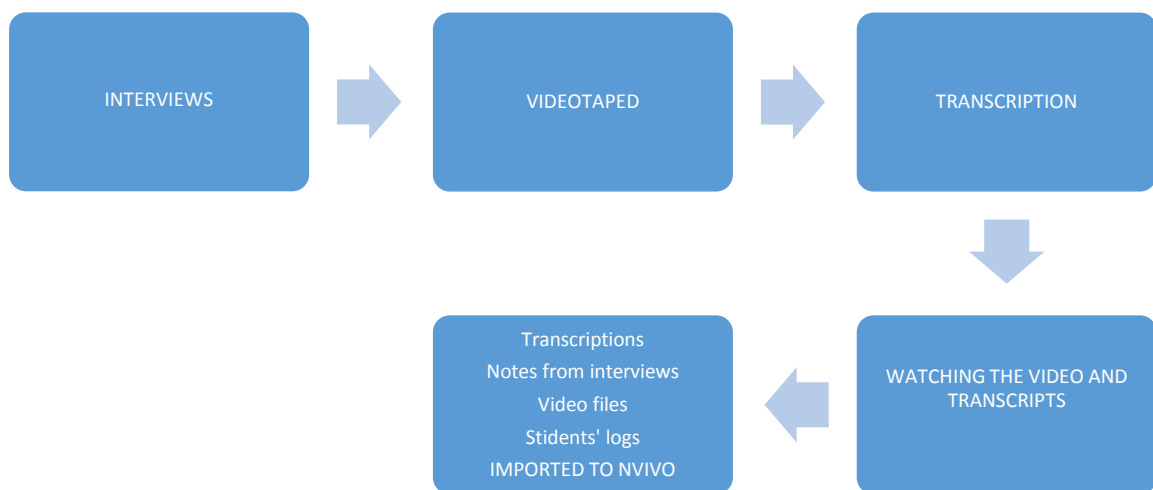 INTERVIEWS
VIDEOTAPED
TRANSCRIPTION
WATCHING THE VIDEO AND
TRANSCRIPTS
Transcriptions
Notes from interviews
Video files
Stidents' logs
IMPORTED TO NVIVO